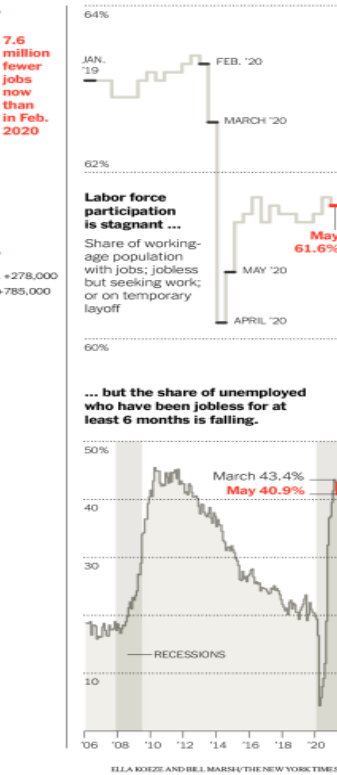 7.6
million
fewer
jobs
now
than
in Feb.
2020
+278,000
+785,000
64%
JAN.
'19
FEB. '20
MARCH '20
62%
Labor force
participation
is stagnant ...
Share of working-
age population
with jobs; jobless
but seeking work;
or on temporary
layoff
May
61.6%
MAY '20
APRIL '20
60%
... but the share of unemployed
who have been jobless for at
least 6 months is falling.
50%
March 43.4%
May 40.9%
40
30
RECESSIONS
10
'06 '08 '10 '12 '14 '16 '18 '20
ELLA KOEZE AND BILL MARSH/THE NEW YORK TIMES